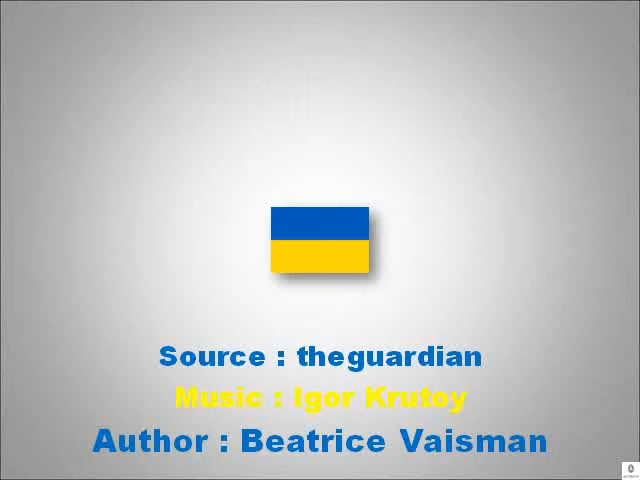 Source : theguardian
Music : Igor Krutoy
Author : Beatrice Vaisman